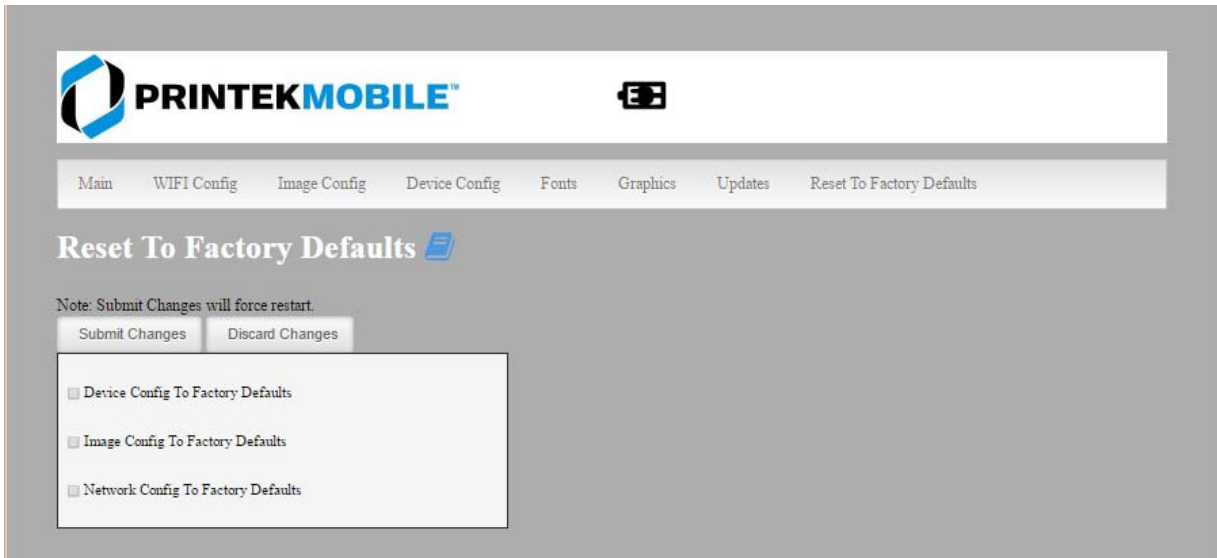 PRINTEKMOBILE™
Main WIFI Config Image Config Device Config Fonts Graphics Updates Reset To Factory Defaults
Reset To Factory Defaults
Note: Submit Changes will force restart.
Submit Changes Discard Changes
Device Config To Factory Defaults
Image Config To Factory Defaults
Network Config To Factory Defaults